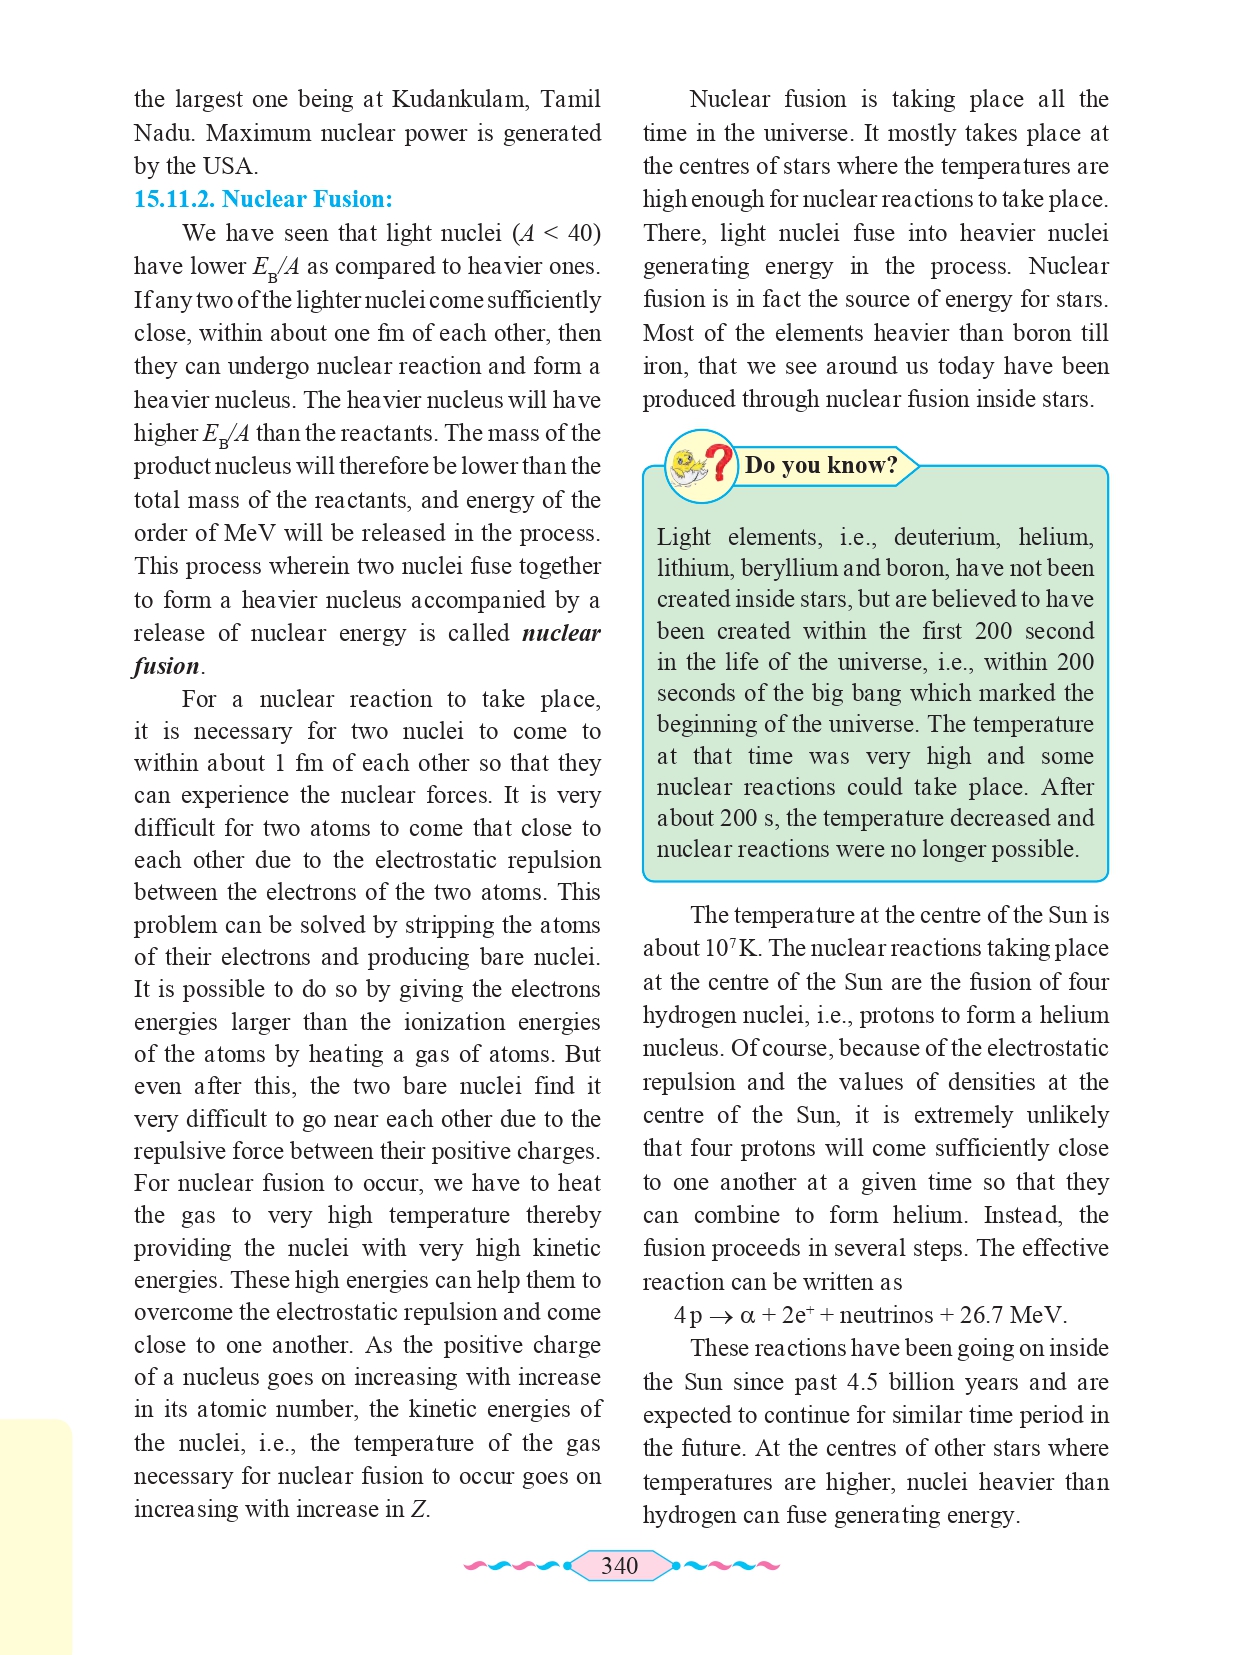 the largest one being at Kudankulam, Tamil
Nadu. Maximum nuclear power is generated
by the USA.
15.11.2. Nuclear Fusion:
We have seen that light nuclei (A < 40)
have lower E_B/A as compared to heavier ones.
If any two of the lighter nuclei come sufficiently
close, within about one fm of each other, then
they can undergo nuclear reaction and form a
heavier nucleus. The heavier nucleus will have
higher E_B/A than the reactants. The mass of the
product nucleus will therefore be lower than the
total mass of the reactants, and energy of the
order of MeV will be released in the process.
This process wherein two nuclei fuse together
to form a heavier nucleus accompanied by a
release of nuclear energy is called nuclear
fusion.
For a nuclear reaction to take place,
it is necessary for two nuclei to come to
within about 1 fm of each other so that they
can experience the nuclear forces. It is very
difficult for two atoms to come that close to
each other due to the electrostatic repulsion
between the electrons of the two atoms. This
problem can be solved by stripping the atoms
of their electrons and producing bare nuclei.
It is possible to do so by giving the electrons
energies larger than the ionization energies
of the atoms by heating a gas of atoms. But
even after this, the two bare nuclei find it
very difficult to go near each other due to the
repulsive force between their positive charges.
For nuclear fusion to occur, we have to heat
the gas to very high temperature thereby
providing the nuclei with very high kinetic
energies. These high energies can help them to
overcome the electrostatic repulsion and come
close to one another. As the positive charge
of a nucleus goes on increasing with increase
in its atomic number, the kinetic energies of
the nuclei, i.e., the temperature of the gas
necessary for nuclear fusion to occur goes on
increasing with increase in Z.
Nuclear fusion is taking place all the
time in the universe. It mostly takes place at
the centres of stars where the temperatures are
high enough for nuclear reactions to take place.
There, light nuclei fuse into heavier nuclei
generating energy in the process. Nuclear
fusion is in fact the source of energy for stars.
Most of the elements heavier than boron till
iron, that we see around us today have been
produced through nuclear fusion inside stars.
? Do you know?
Light elements, i.e., deuterium, helium,
lithium, beryllium and boron, have not been
created inside stars, but are believed to have
been created within the first 200 second
in the life of the universe, i.e., within 200
seconds of the big bang which marked the
beginning of the universe. The temperature
at that time was very high and some
nuclear reactions could take place. After
about 200 s, the temperature decreased and
nuclear reactions were no longer possible.
The temperature at the centre of the Sun is
about 10⁷ K. The nuclear reactions taking place
at the centre of the Sun are the fusion of four
hydrogen nuclei, i.e., protons to form a helium
nucleus. Of course, because of the electrostatic
repulsion and the values of densities at the
centre of the Sun, it is extremely unlikely
that four protons will come sufficiently close
to one another at a given time so that they
can combine to form helium. Instead, the
fusion proceeds in several steps. The effective
reaction can be written as
4 p → α + 2e⁺ + neutrinos + 26.7 MeV.
These reactions have been going on inside
the Sun since past 4.5 billion years and are
expected to continue for similar time period in
the future. At the centres of other stars where
temperatures are higher, nuclei heavier than
hydrogen can fuse generating energy.
340